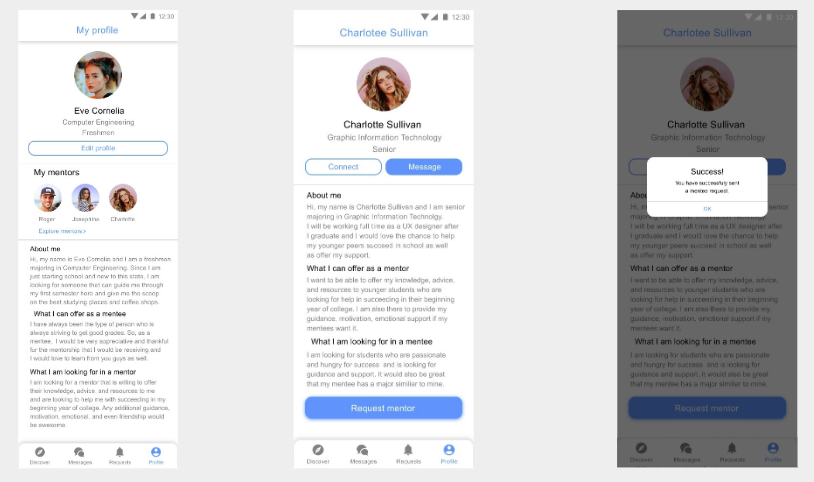 12:30
My profile
Eve Cornelia
Computer Engineering
Freshmen
Edit profile
My mentors
Roger Josephine Charlotte
Explore mentors>
About me
Hi, my name is Eve Cornelia and I am a freshmen
majoring in Computer Engineering. Since I am
just starting school and new to this state, I am
looking for someone that can guide me through
my first semester here and give me the scoop
on the best studying places and coffee shops.
What I can offer as a mentee
I have always been the type of person who is
always striving to get good grades. So, as a
mentee, I would be very appreciative and thankful
for the mentorship that I would be receiving and
I would love to learn from you guys as well.
What I am looking for in a mentor
I am looking for a mentor that is willing to offer
their knowledge, advice, and resources to me
and are looking to help with succeeding in my
beginning year of college. Any additional guidance,
motivation, emotional, and even friendship would
be awesome.
Discover Messages Requests Profile
12:30
Charlotee Sullivan
Charlotte Sullivan
Graphic Information Technology
Senior
Connect Message
About me
Hi, my name is Charlotte Sullivan and I am senior
majoring in Graphic Information Technolgy.
I will be working full time as a UX designer after
I graduate and I would love the chance to help
my younger peers succeed in school as well
as offer my support.
What I can offer as a mentor
I want to be able to offer my knowledge, advice,
and resources to younger students who are
looking for help in succeeding in their beginning
year of college. I am also there to provide my
guidance, motivation, emotional support if my
mentees want it.
What I am looking for in a mentee
I am looking for students who are passionate
and hungry for success and is looking for
guidance and support. It would also be great
that my mentee has a major similar to mine.
Request mentor
Discover Messages Requests Profile
12:30
Charlotee Sullivan
Charlotte Sullivan
Graphic Information Technology
Senior
Success!
You have successfully sent
a mentee request.
OK
Hi, my name is Charlotte Sullivan and I am senior
majoring in Graphic Information Technolgy.
I will be working full time as a UX designer after
I graduate and I would love the chance to help
my younger peers succeed in school as well
as offer my support.
What I can offer as a mentor
I want to be able to offer my knowledge, advice,
and resources to younger students who are
looking for help in succeeding in their beginning
year of college. I am also there to provide my
guidance, motivation, emotional support if my
mentees want it.
What I am looking for in a mentee
I am looking for students who are passionate
and hungry for success and is looking for
guidance and support. It would also be great
that my mentee has a major similar to mine.
Request mentor
Discover Messages Requests Profile